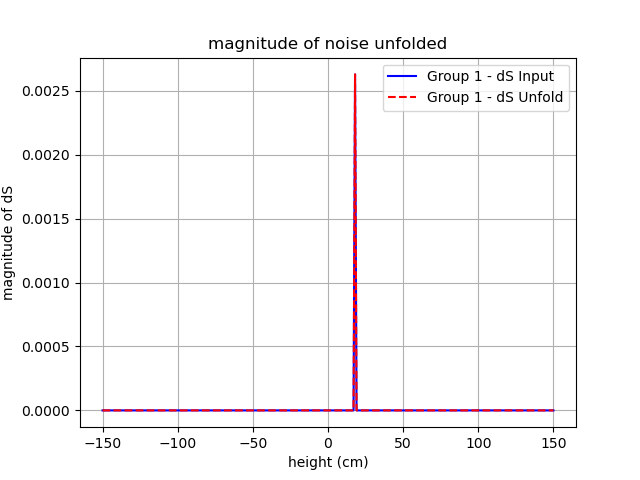 magnitude of noise unfolded
Group 1 - dS Input
Group 1 - dS Unfold
magnitude of dS
0.0025
0.0020
0.0015
0.0010
0.0005
0.0000
−150
−100
−50
0
50
100
150
height (cm)